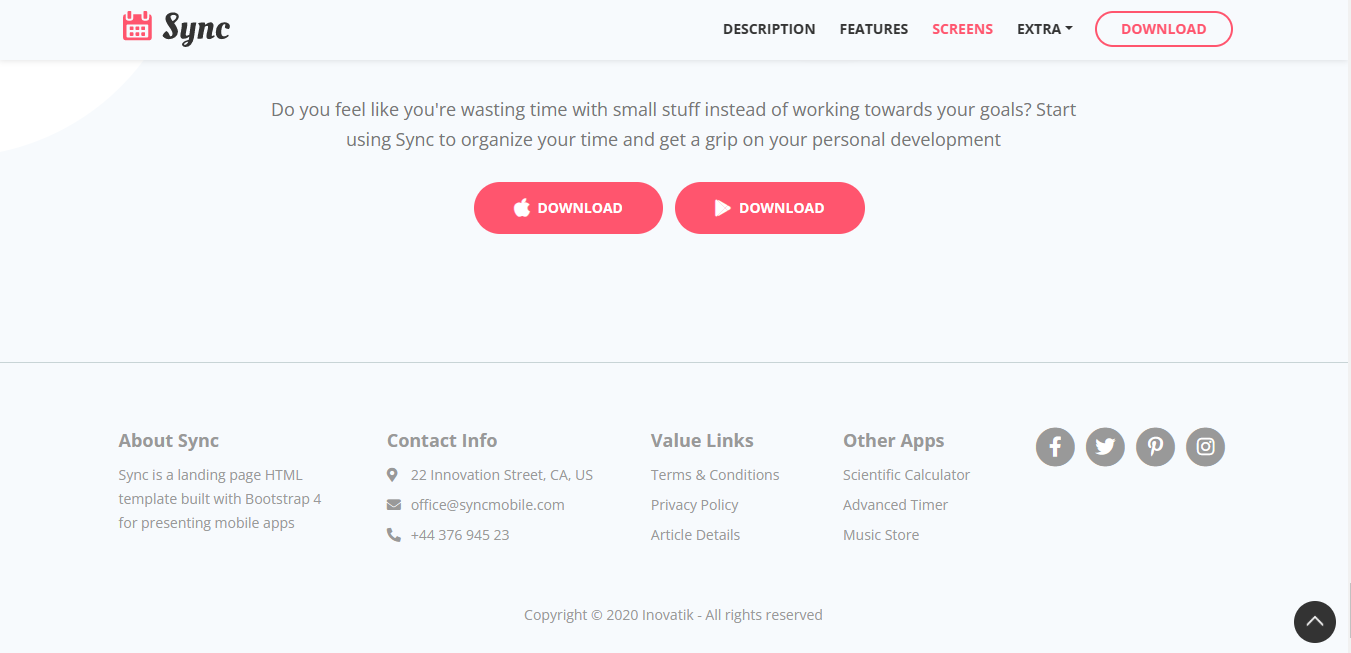 Sync
DESCRIPTION
FEATURES
SCREENS
EXTRA
DOWNLOAD
Do you feel like you're wasting time with small stuff instead of working towards your goals? Start
using Sync to organize your time and get a grip on your personal development
DOWNLOAD
DOWNLOAD
About Sync
Sync is a landing page HTML
template built with Bootstrap 4
for presenting mobile apps
Contact Info
22 Innovation Street, CA, US
office@syncmobile.com
+44 376 945 23
Value Links
Terms & Conditions
Privacy Policy
Article Details
Other Apps
Scientific Calculator
Advanced Timer
Music Store
Copyright © 2020 Inovatik - All rights reserved